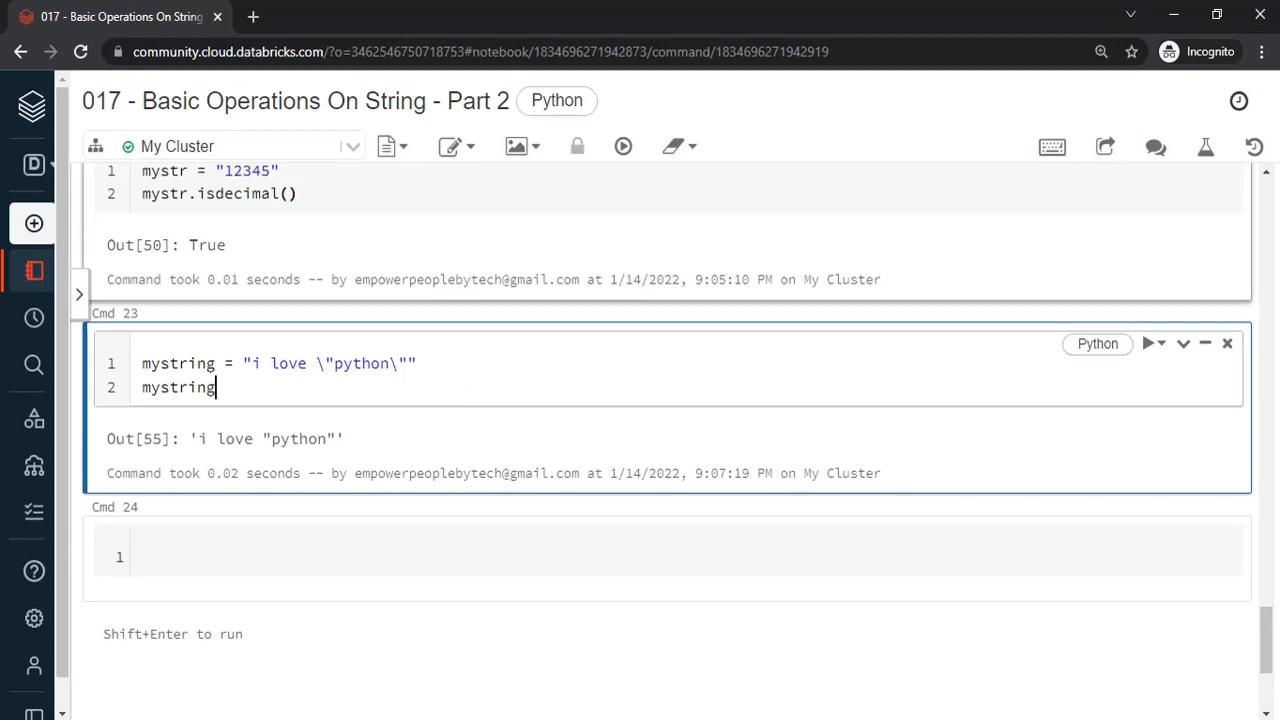 017 - Basic Operations On String
community.cloud.databricks.com/?o=3462546750718753#notebook/1834696271942873/command/1834696271942919
Incognito
017 - Basic Operations On String - Part 2
Python
D
My Cluster
1 mystr = "12345"
2 mystr.isdecimal()
Out[50]: True
Command took 0.01 seconds -- by empowerpeoplebytech@gmail.com at 1/14/2022, 9:05:10 PM on My Cluster
Cmd 23
Python
1 mystring = "i love \"python\""
2 mystring
Out[55]: 'i love "python"'
Command took 0.02 seconds -- by empowerpeoplebytech@gmail.com at 1/14/2022, 9:07:19 PM on My Cluster
Cmd 24
1
Shift+Enter to run